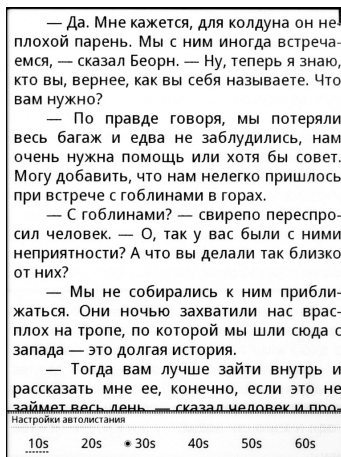 — Да. Мне кажется, для колдуна он не-
плохой парень. Мы с ним иногда встреча-
емся, — сказал Беорн. — Ну, теперь я знаю,
кто вы, вернее, как вы себя называете. Что
вам нужно?
— По правде говоря, мы потеряли
весь багаж и едва не заблудились, нам
очень нужна помощь или хотя бы совет.
Могу добавить, что нам нелегко пришлось
при встрече с гоблинами в горах.
— С гоблинами? — свирепо переспро-
сил человек. — О, так у вас были с ними
неприятности? А что вы делали так близко
от них?
— Мы не собирались к ним прибли-
жаться. Они ночью захватили нас врас-
плох на тропе, по которой мы шли сюда с
запада — это долгая история.
— Тогда вам лучше зайти внутрь и
рассказать мне ее, конечно, если это не
займет весь день, — сказал человек и про-
Настройки автолистания
10s 20s 30s 40s 50s 60s